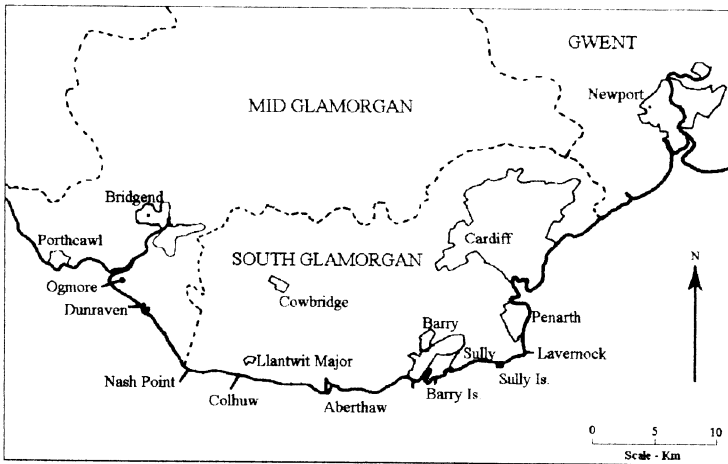 GWENT
Newport
MID GLAMORGAN
Bridgend
Porthcawl
Cardiff
SOUTH GLAMORGAN
N
Ogmore
Cowbridge
Dunraven
Penarth
Barry
Sully
Lavernock
Llantwit Major
Nash Point
Sully Is.
Colhuw
Barry Is
Aberthaw
0 5 10
Scale - Km